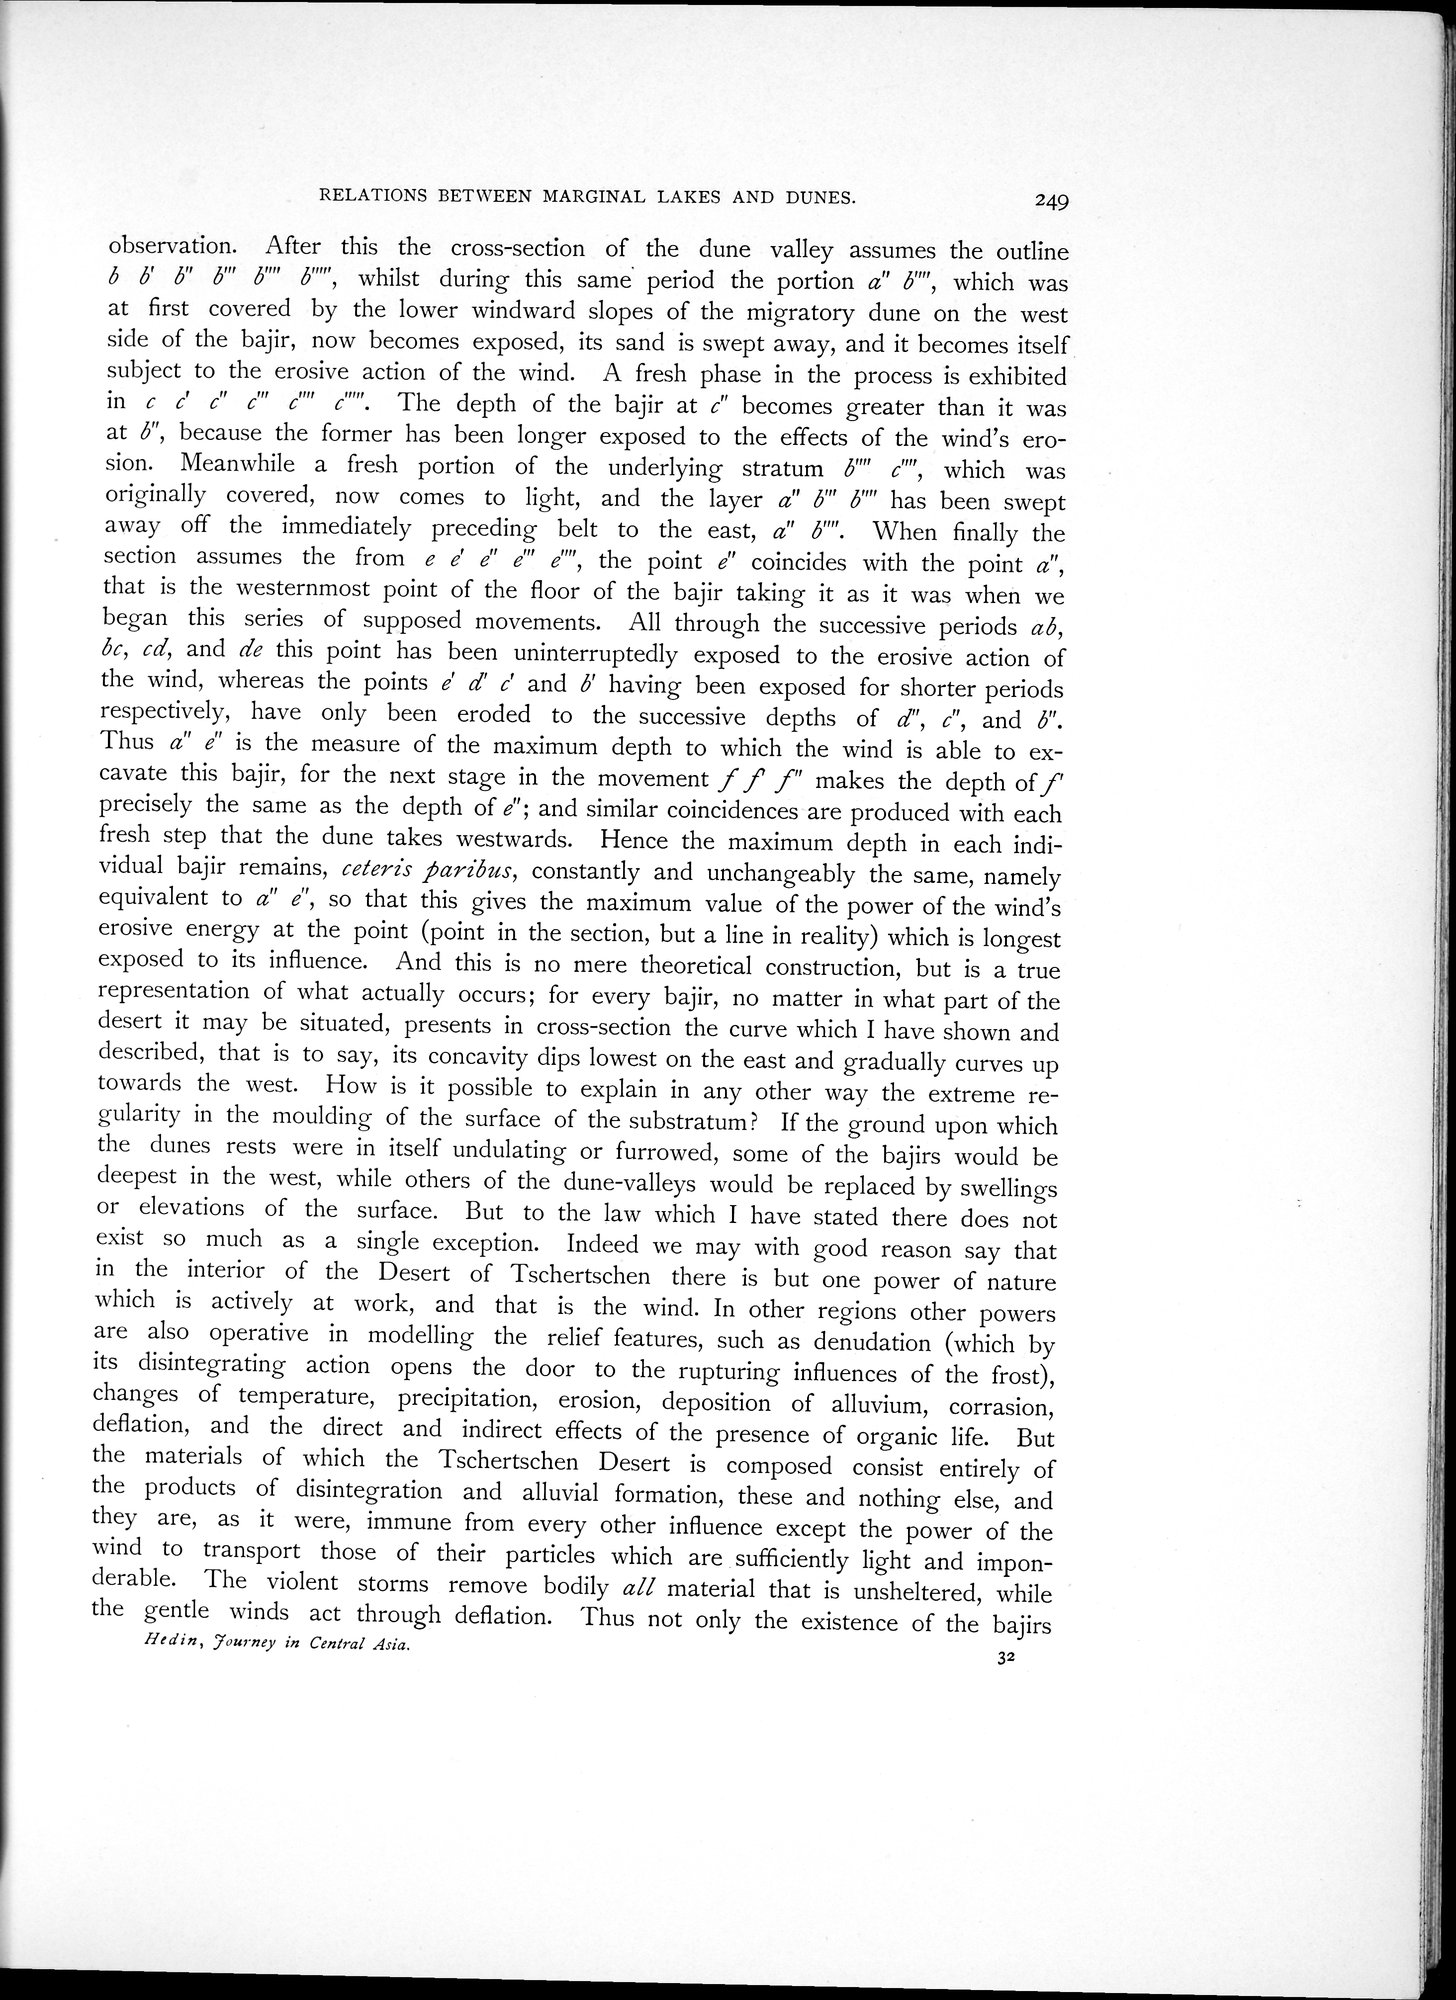 RELATIONS BETWEEN MARGINAL LAKES AND DUNES. 249
observation. After this the cross-section of the dune valley assumes the outline
b b' b'' b''' b'''' b''''', whilst during this same period the portion a'' b'''', which was
at first covered by the lower windward slopes of the migratory dune on the west
side of the bajir, now becomes exposed, its sand is swept away, and it becomes itself
subject to the erosive action of the wind. A fresh phase in the process is exhibited
in c c' c'' c''' c'''' c'''''. The depth of the bajir at c'' becomes greater than it was
at b'', because the former has been longer exposed to the effects of the wind's ero-
sion. Meanwhile a fresh portion of the underlying stratum b'''' c'''', which was
originally covered, now comes to light, and the layer a'' b''' b'''' has been swept
away off the immediately preceding belt to the east, a'' b''''. When finally the
section assumes the from e e' e'' e''' e'''', the point e'' coincides with the point a'',
that is the westernmost point of the floor of the bajir taking it as it was when we
began this series of supposed movements. All through the successive periods ab,
bc, cd, and de this point has been uninterruptedly exposed to the erosive action of
the wind, whereas the points e' d' c' and b' having been exposed for shorter periods
respectively, have only been eroded to the successive depths of d'', c'', and b''.
Thus a'' e'' is the measure of the maximum depth to which the wind is able to ex-
cavate this bajir, for the next stage in the movement f f' f'' makes the depth of f'
precisely the same as the depth of e''; and similar coincidences are produced with each
fresh step that the dune takes westwards. Hence the maximum depth in each indi-
vidual bajir remains, ceteris paribus, constantly and unchangeably the same, namely
equivalent to a'' e'', so that this gives the maximum value of the power of the wind's
erosive energy at the point (point in the section, but a line in reality) which is longest
exposed to its influence. And this is no mere theoretical construction, but is a true
representation of what actually occurs; for every bajir, no matter in what part of the
desert it may be situated, presents in cross-section the curve which I have shown and
described, that is to say, its concavity dips lowest on the east and gradually curves up
towards the west. How is it possible to explain in any other way the extreme re-
gularity in the moulding of the surface of the substratum? If the ground upon which
the dunes rests were in itself undulating or furrowed, some of the bajirs would be
deepest in the west, while others of the dune-valleys would be replaced by swellings
or elevations of the surface. But to the law which I have stated there does not
exist so much as a single exception. Indeed we may with good reason say that
in the interior of the Desert of Tschertschen there is but one power of nature
which is actively at work, and that is the wind. In other regions other powers
are also operative in modelling the relief features, such as denudation (which by
its disintegrating action opens the door to the rupturing influences of the frost),
changes of temperature, precipitation, erosion, deposition of alluvium, corrasion,
deflation, and the direct and indirect effects of the presence of organic life. But
the materials of which the Tschertschen Desert is composed consist entirely of
the products of disintegration and alluvial formation, these and nothing else, and
they are, as it were, immune from every other influence except the power of the
wind to transport those of their particles which are sufficiently light and impon-
derable. The violent storms remove bodily all material that is unsheltered, while
the gentle winds act through deflation. Thus not only the existence of the bajirs
Hedin, Journey in Central Asia.
32